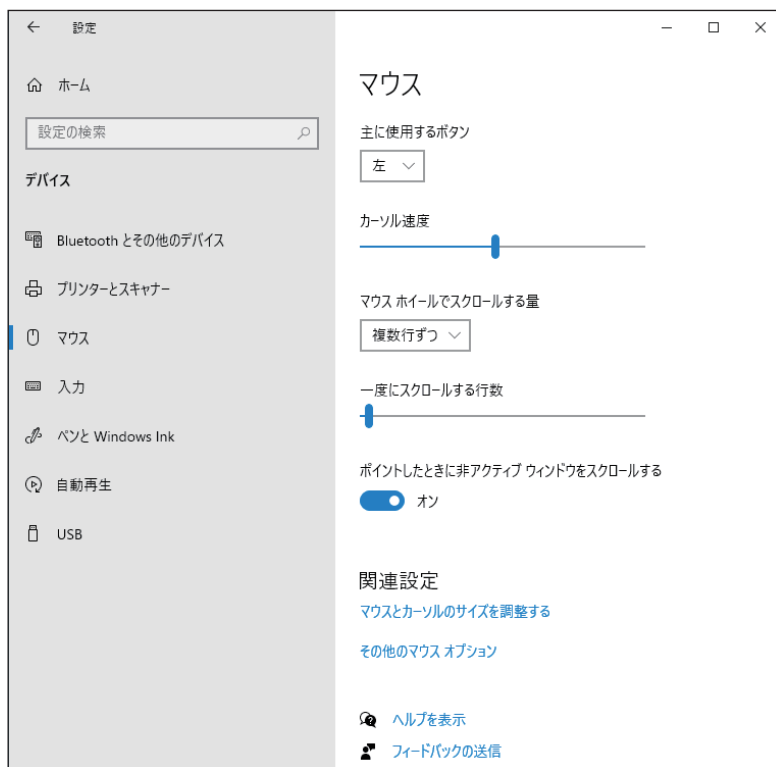 設定
ホーム
設定の検索
デバイス
Bluetooth とその他のデバイス
プリンターとスキャナー
マウス
入力
ペンと Windows Ink
自動再生
USB
マウス
主に使用するボタン
左
カーソル速度
マウス ホイールでスクロールする量
複数行ずつ
一度にスクロールする行数
ポイントしたときに非アクティブ ウィンドウをスクロールする
オン
関連設定
マウスとカーソルのサイズを調整する
その他のマウス オプション
ヘルプを表示
フィードバックの送信